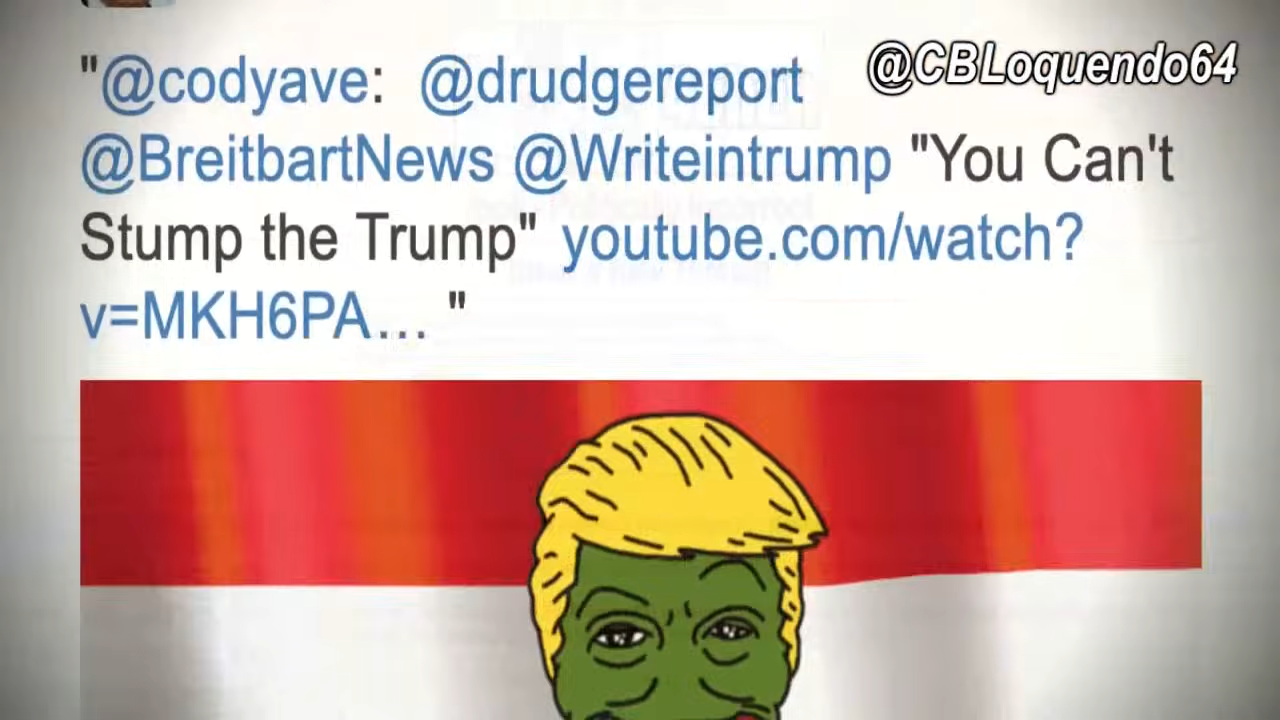 @CBLoquendo64
"@codyave: @drudgereport
@BreitbartNews @Writeintrump "You Can't
Stump the Trump" youtube.com/watch?
v=MKH6PA… "